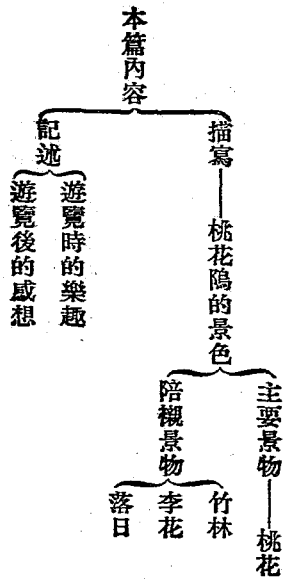 本篇內容
描寫
桃花隝的景色
主要景物
桃花
陪襯景物
竹林
李花
落日
記述
遊覽時的樂趣
遊覽後的感想